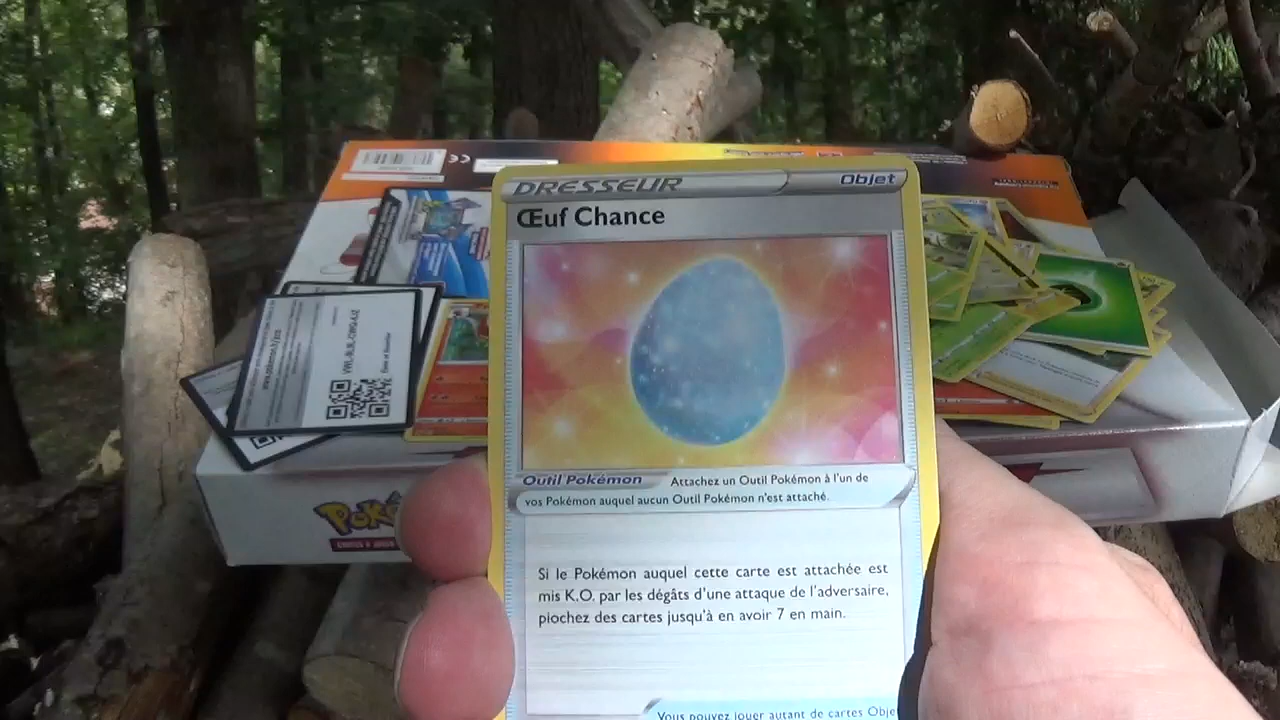 DRESSEUR
Objet
Œuf Chance
Outil Pokémon
Attachez un Outil Pokémon à l'un de
vos Pokémon auquel aucun Outil Pokémon n'est attaché.
Si le Pokémon auquel cette carte est attachée est
mis K.O. par les dégâts d'une attaque de l'adversaire,
piochez des cartes jusqu'à en avoir 7 en main.
Vous pouvez jouer autant de cartes Obje
Poké